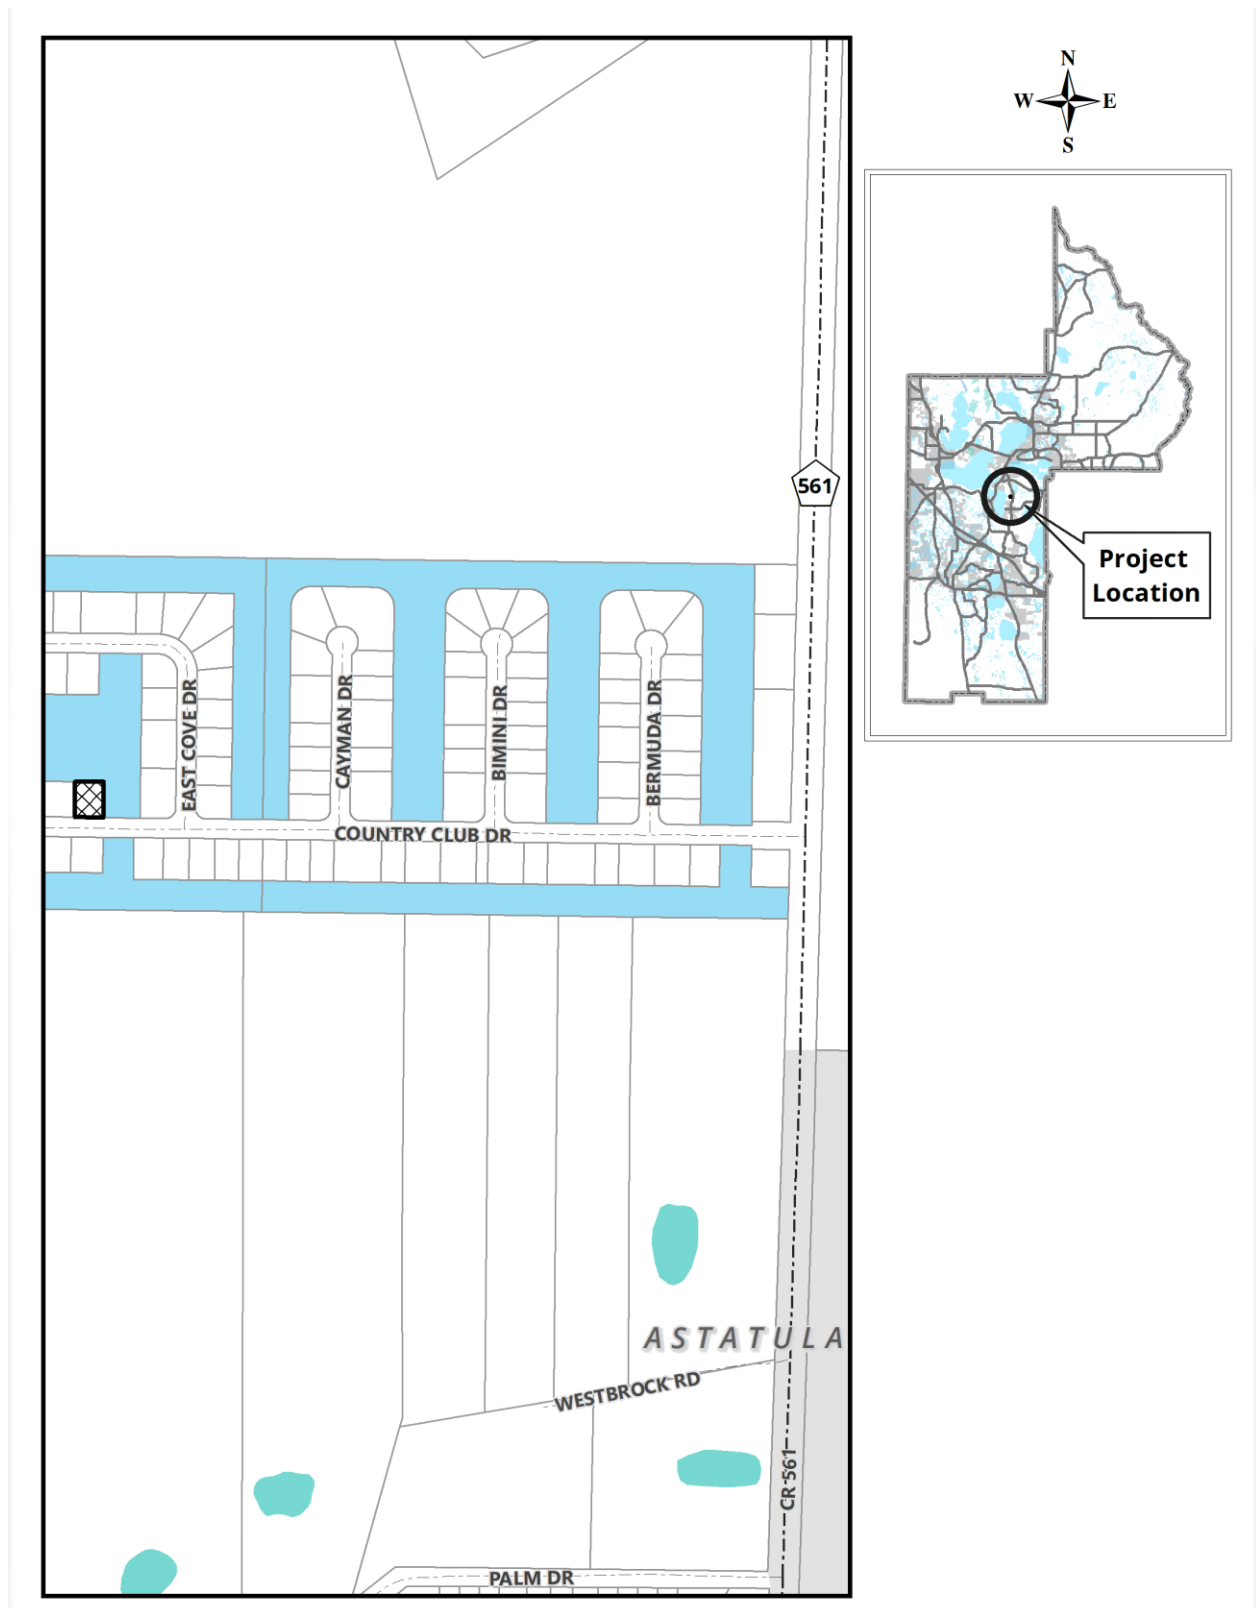 N
W E
S
561
Project
Location
EAST COVE DR
CAYMAN DR
BIMINI DR
BERMUDA DR
COUNTRY CLUB DR
ASTATULA
WESTBROCK RD
CR 561
PALM DR